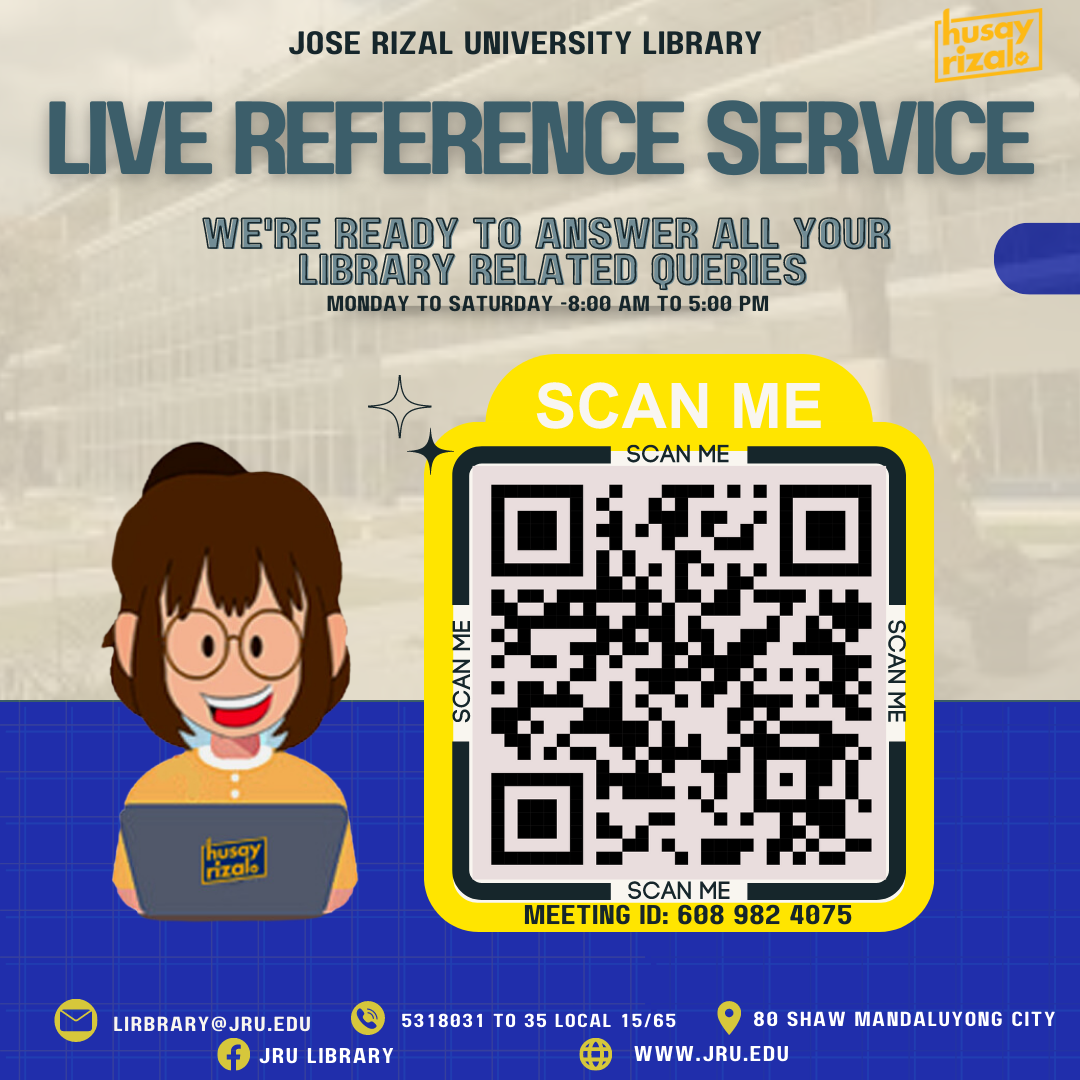 JOSE RIZAL UNIVERSITY LIBRARY
husay
rizal
LIVE REFERENCE SERVICE
WE'RE READY TO ANSWER ALL YOUR
LIBRARY RELATED QUERIES
MONDAY TO SATURDAY -8:00 AM TO 5:00 PM
SCAN ME
SCAN ME
SCAN ME
SCAN ME
SCAN ME
MEETING ID: 608 982 4075
husay
rizal
LIRBRARY@JRU.EDU
5318031 TO 35 LOCAL 15/65
80 SHAW MANDALUYONG CITY
JRU LIBRARY
WWW.JRU.EDU